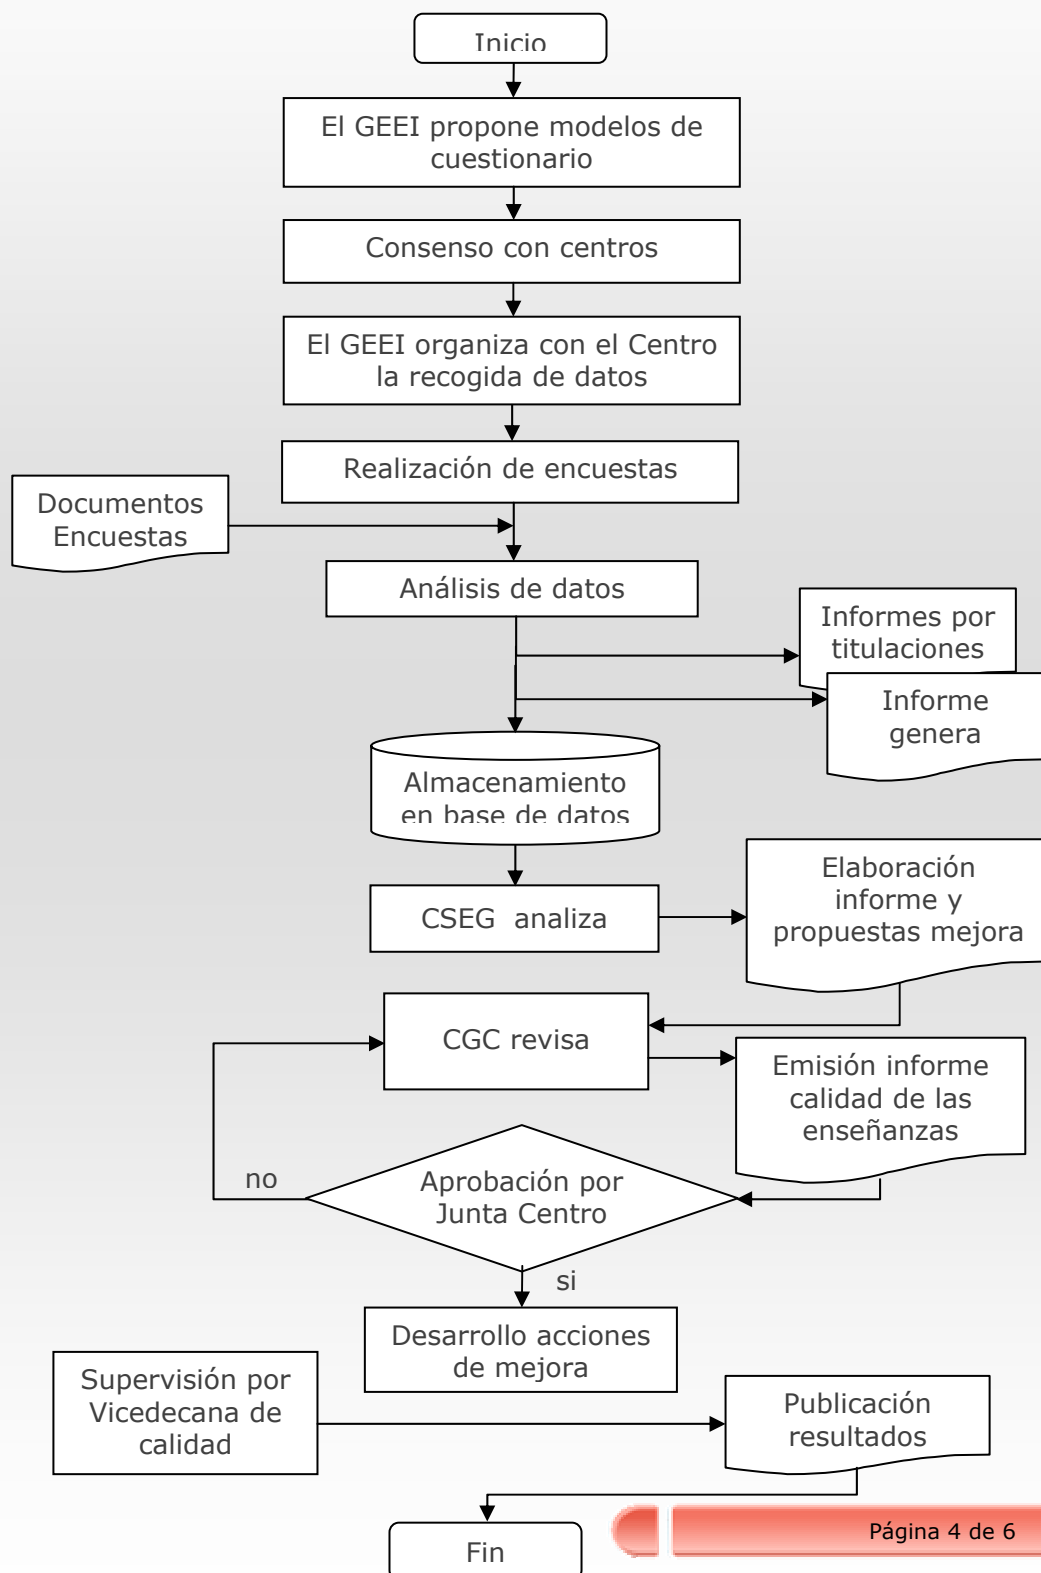 Inicio
El GEEI propone modelos de
cuestionario
Consenso con centros
El GEEI organiza con el Centro
la recogida de datos
Realización de encuestas
Documentos
Encuestas
Análisis de datos
Informes por
titulaciones
Informe
genera
Almacenamiento
en base de datos
CSEG analiza
Elaboración
informe y
propuestas mejora
CGC revisa
Emisión informe
calidad de las
enseñanzas
no
Aprobación por
Junta Centro
si
Desarrollo acciones
de mejora
Supervisión por
Vicedecana de
calidad
Publicación
resultados
Fin
Página 4 de 6